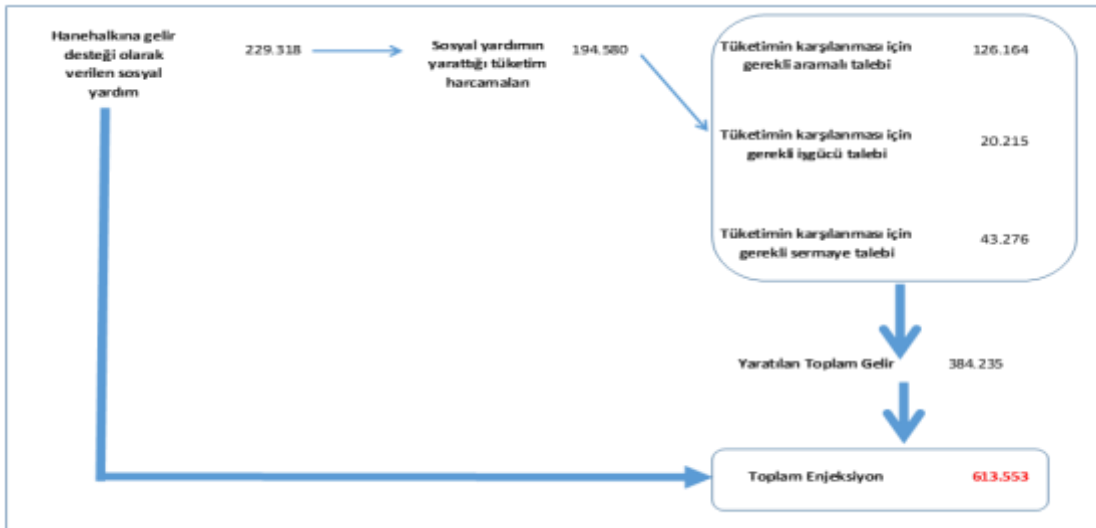 Hanehalkına gelir
desteği olarak
verilen sosyal
yardım
229.318
Sosyal yardımın
yarattığı tüketim
harcamaları
194.580
Tüketimin karşılanması için
gerekli aramalı talebi
126.164
Tüketimin karşılanması için
gerekli işgücü talebi
20.215
Tüketimin karşılanması için
gerekli sermaye talebi
43.276
Yaratılan Toplam Gelir
384.235
Toplam Enjeksiyon
613.553